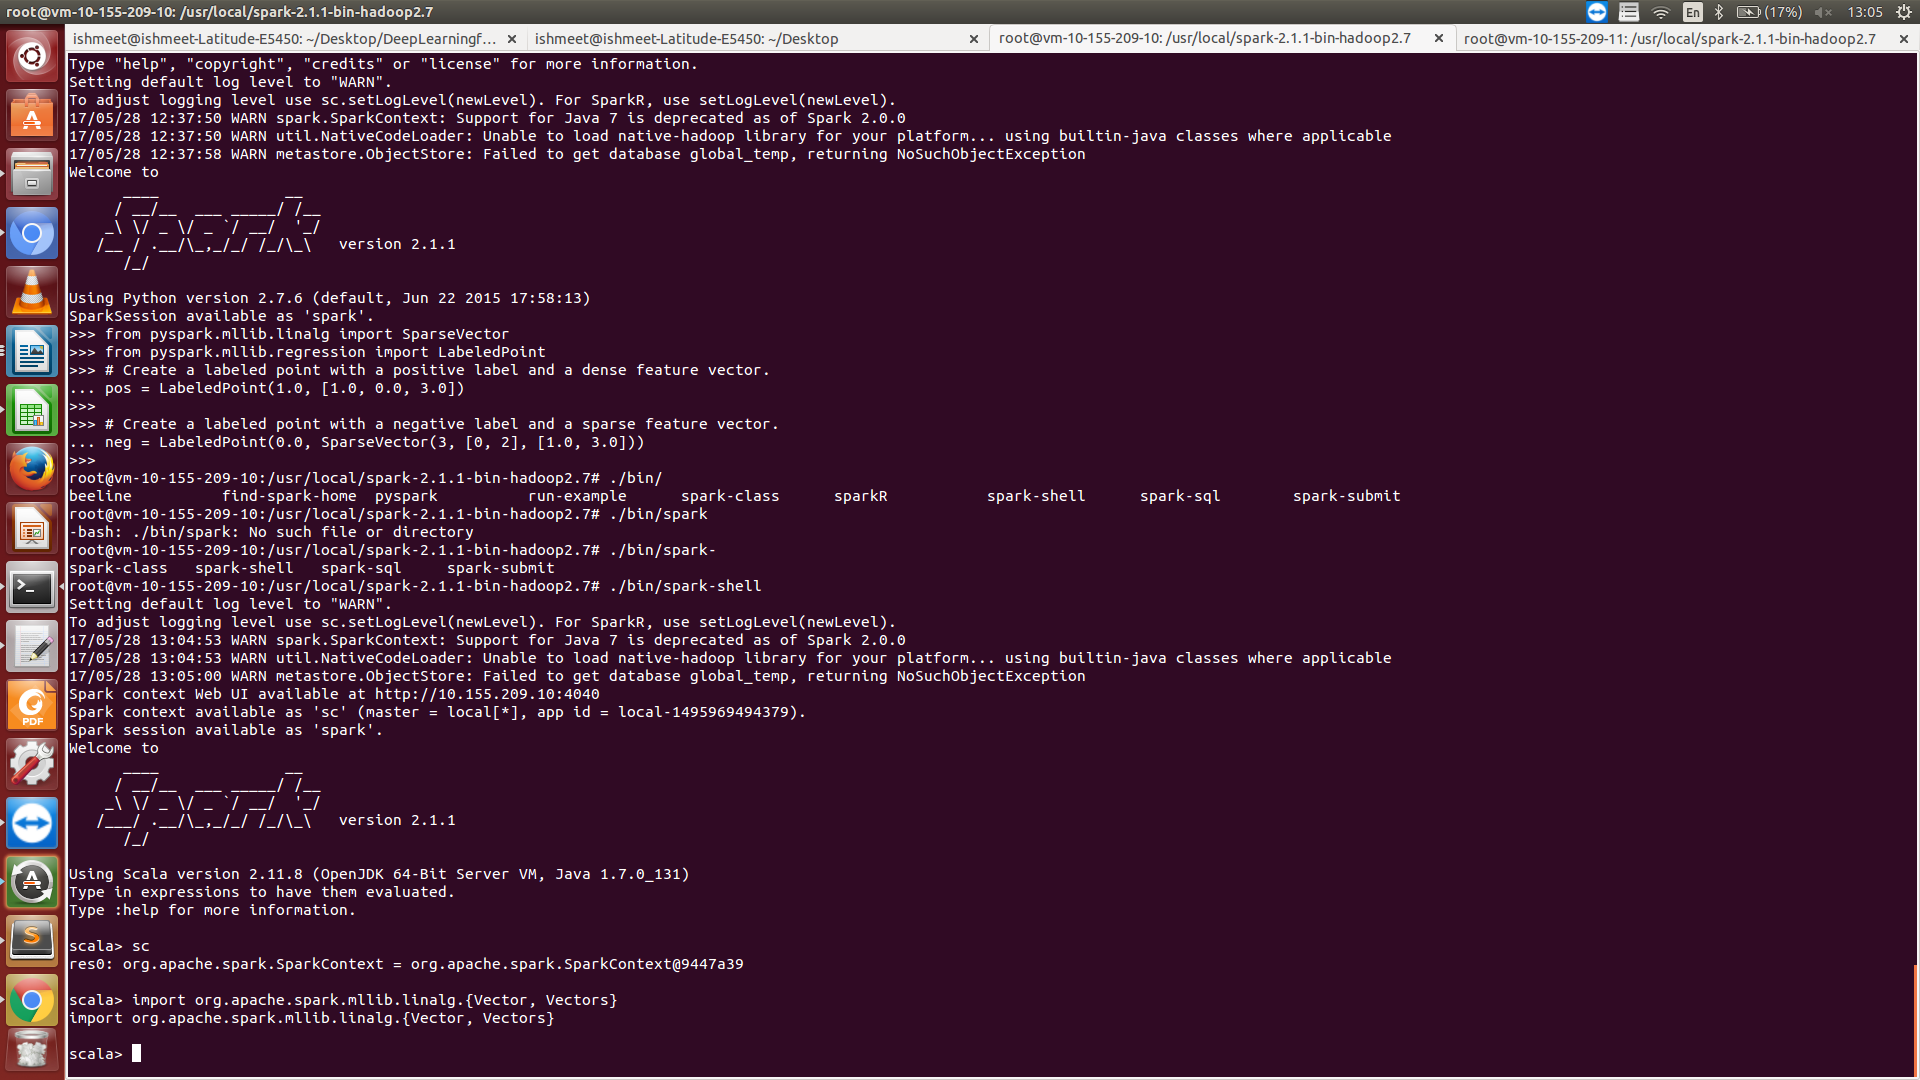 root@vm-10-155-209-10: /usr/local/spark-2.1.1-bin-hadoop2.7
En
(17%)
13:05
ishmeet@ishmeet-Latitude-E5450: ~/Desktop/DeepLearningf... ×
ishmeet@ishmeet-Latitude-E5450: ~/Desktop ×
root@vm-10-155-209-10: /usr/local/spark-2.1.1-bin-hadoop2.7 ×
root@vm-10-155-209-11: /usr/local/spark-2.1.1-bin-hadoop2.7 ×
Type "help", "copyright", "credits" or "license" for more information.
Setting default log level to "WARN".
To adjust logging level use sc.setLogLevel(newLevel). For SparkR, use setLogLevel(newLevel).
17/05/28 12:37:50 WARN spark.SparkContext: Support for Java 7 is deprecated as of Spark 2.0.0
17/05/28 12:37:50 WARN util.NativeCodeLoader: Unable to load native-hadoop library for your platform... using builtin-java classes where applicable
17/05/28 12:37:58 WARN metastore.ObjectStore: Failed to get database global_temp, returning NoSuchObjectException
Welcome to
      ____              __
     / __/__  ___ _____/ /__
    _\ \/ _ \/ _ `/ __/  '_/
   /__ / .__/\_,_/_/ /_/\_\   version 2.1.1
      /_/
Using Python version 2.7.6 (default, Jun 22 2015 17:58:13)
SparkSession available as 'spark'.
>>> from pyspark.mllib.linalg import SparseVector
>>> from pyspark.mllib.regression import LabeledPoint
>>> # Create a labeled point with a positive label and a dense feature vector.
... pos = LabeledPoint(1.0, [1.0, 0.0, 3.0])
>>>
>>> # Create a labeled point with a negative label and a sparse feature vector.
... neg = LabeledPoint(0.0, SparseVector(3, [0, 2], [1.0, 3.0]))
>>>
root@vm-10-155-209-10:/usr/local/spark-2.1.1-bin-hadoop2.7# ./bin/
beeline          find-spark-home  pyspark          run-example      spark-class      sparkR           spark-shell      spark-sql        spark-submit
root@vm-10-155-209-10:/usr/local/spark-2.1.1-bin-hadoop2.7# ./bin/spark
-bash: ./bin/spark: No such file or directory
root@vm-10-155-209-10:/usr/local/spark-2.1.1-bin-hadoop2.7# ./bin/spark-
spark-class   spark-shell   spark-sql     spark-submit
root@vm-10-155-209-10:/usr/local/spark-2.1.1-bin-hadoop2.7# ./bin/spark-shell
Setting default log level to "WARN".
To adjust logging level use sc.setLogLevel(newLevel). For SparkR, use setLogLevel(newLevel).
17/05/28 13:04:53 WARN spark.SparkContext: Support for Java 7 is deprecated as of Spark 2.0.0
17/05/28 13:04:53 WARN util.NativeCodeLoader: Unable to load native-hadoop library for your platform... using builtin-java classes where applicable
17/05/28 13:05:00 WARN metastore.ObjectStore: Failed to get database global_temp, returning NoSuchObjectException
Spark context Web UI available at http://10.155.209.10:4040
Spark context available as 'sc' (master = local[*], app id = local-1495969494379).
Spark session available as 'spark'.
Welcome to
      ____              __
     / __/__  ___ _____/ /__
    _\ \/ _ \/ _ `/ __/  '_/
   /___/ .__/\_,_/_/ /_/\_\   version 2.1.1
      /_/
Using Scala version 2.11.8 (OpenJDK 64-Bit Server VM, Java 1.7.0_131)
Type in expressions to have them evaluated.
Type :help for more information.
scala> sc
res0: org.apache.spark.SparkContext = org.apache.spark.SparkContext@9447a39
scala> import org.apache.spark.mllib.linalg.{Vector, Vectors}
import org.apache.spark.mllib.linalg.{Vector, Vectors}
scala>
PDF